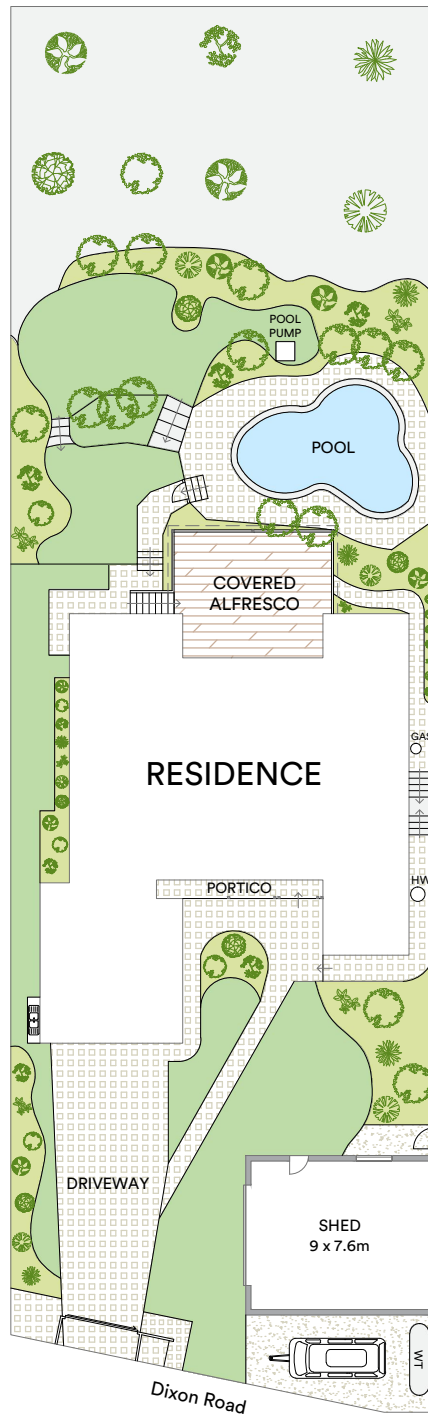 POOL
PUMP
POOL
COVERED
ALFRESCO
RESIDENCE
GAS
PORTICO
HW
DRIVEWAY
SHED
9 x 7.6m
WT
Dixon Road